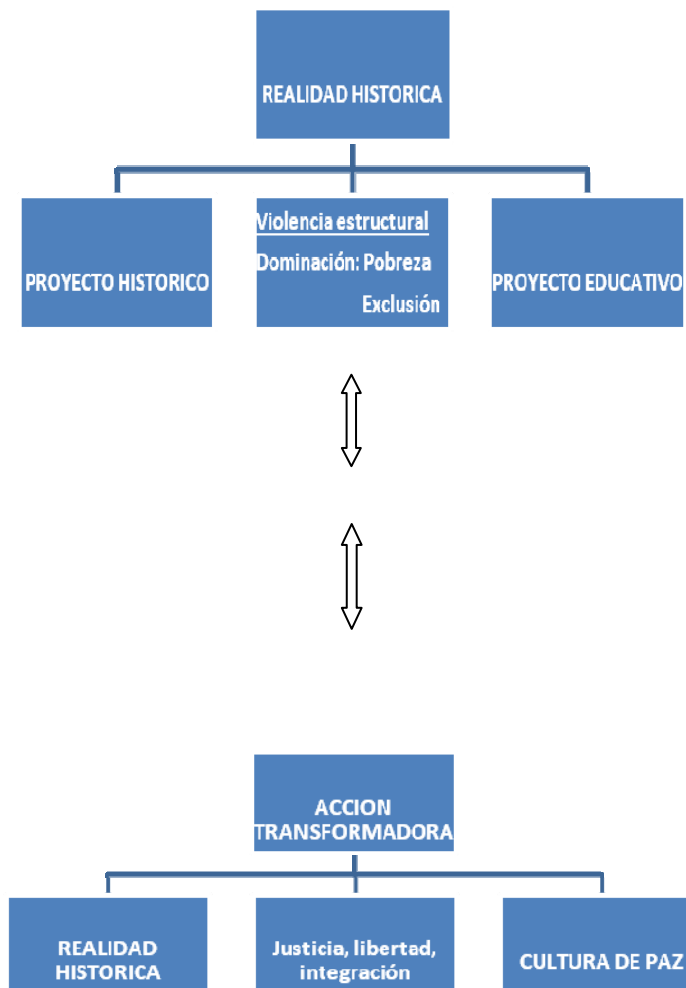 REALIDAD HISTORICA
PROYECTO HISTORICO
Violencia estructural
Dominación: Pobreza
Exclusión
PROYECTO EDUCATIVO
ACCION
TRANSFORMADORA
REALIDAD
HISTORICA
Justicia, libertad,
integración
CULTURA DE PAZ